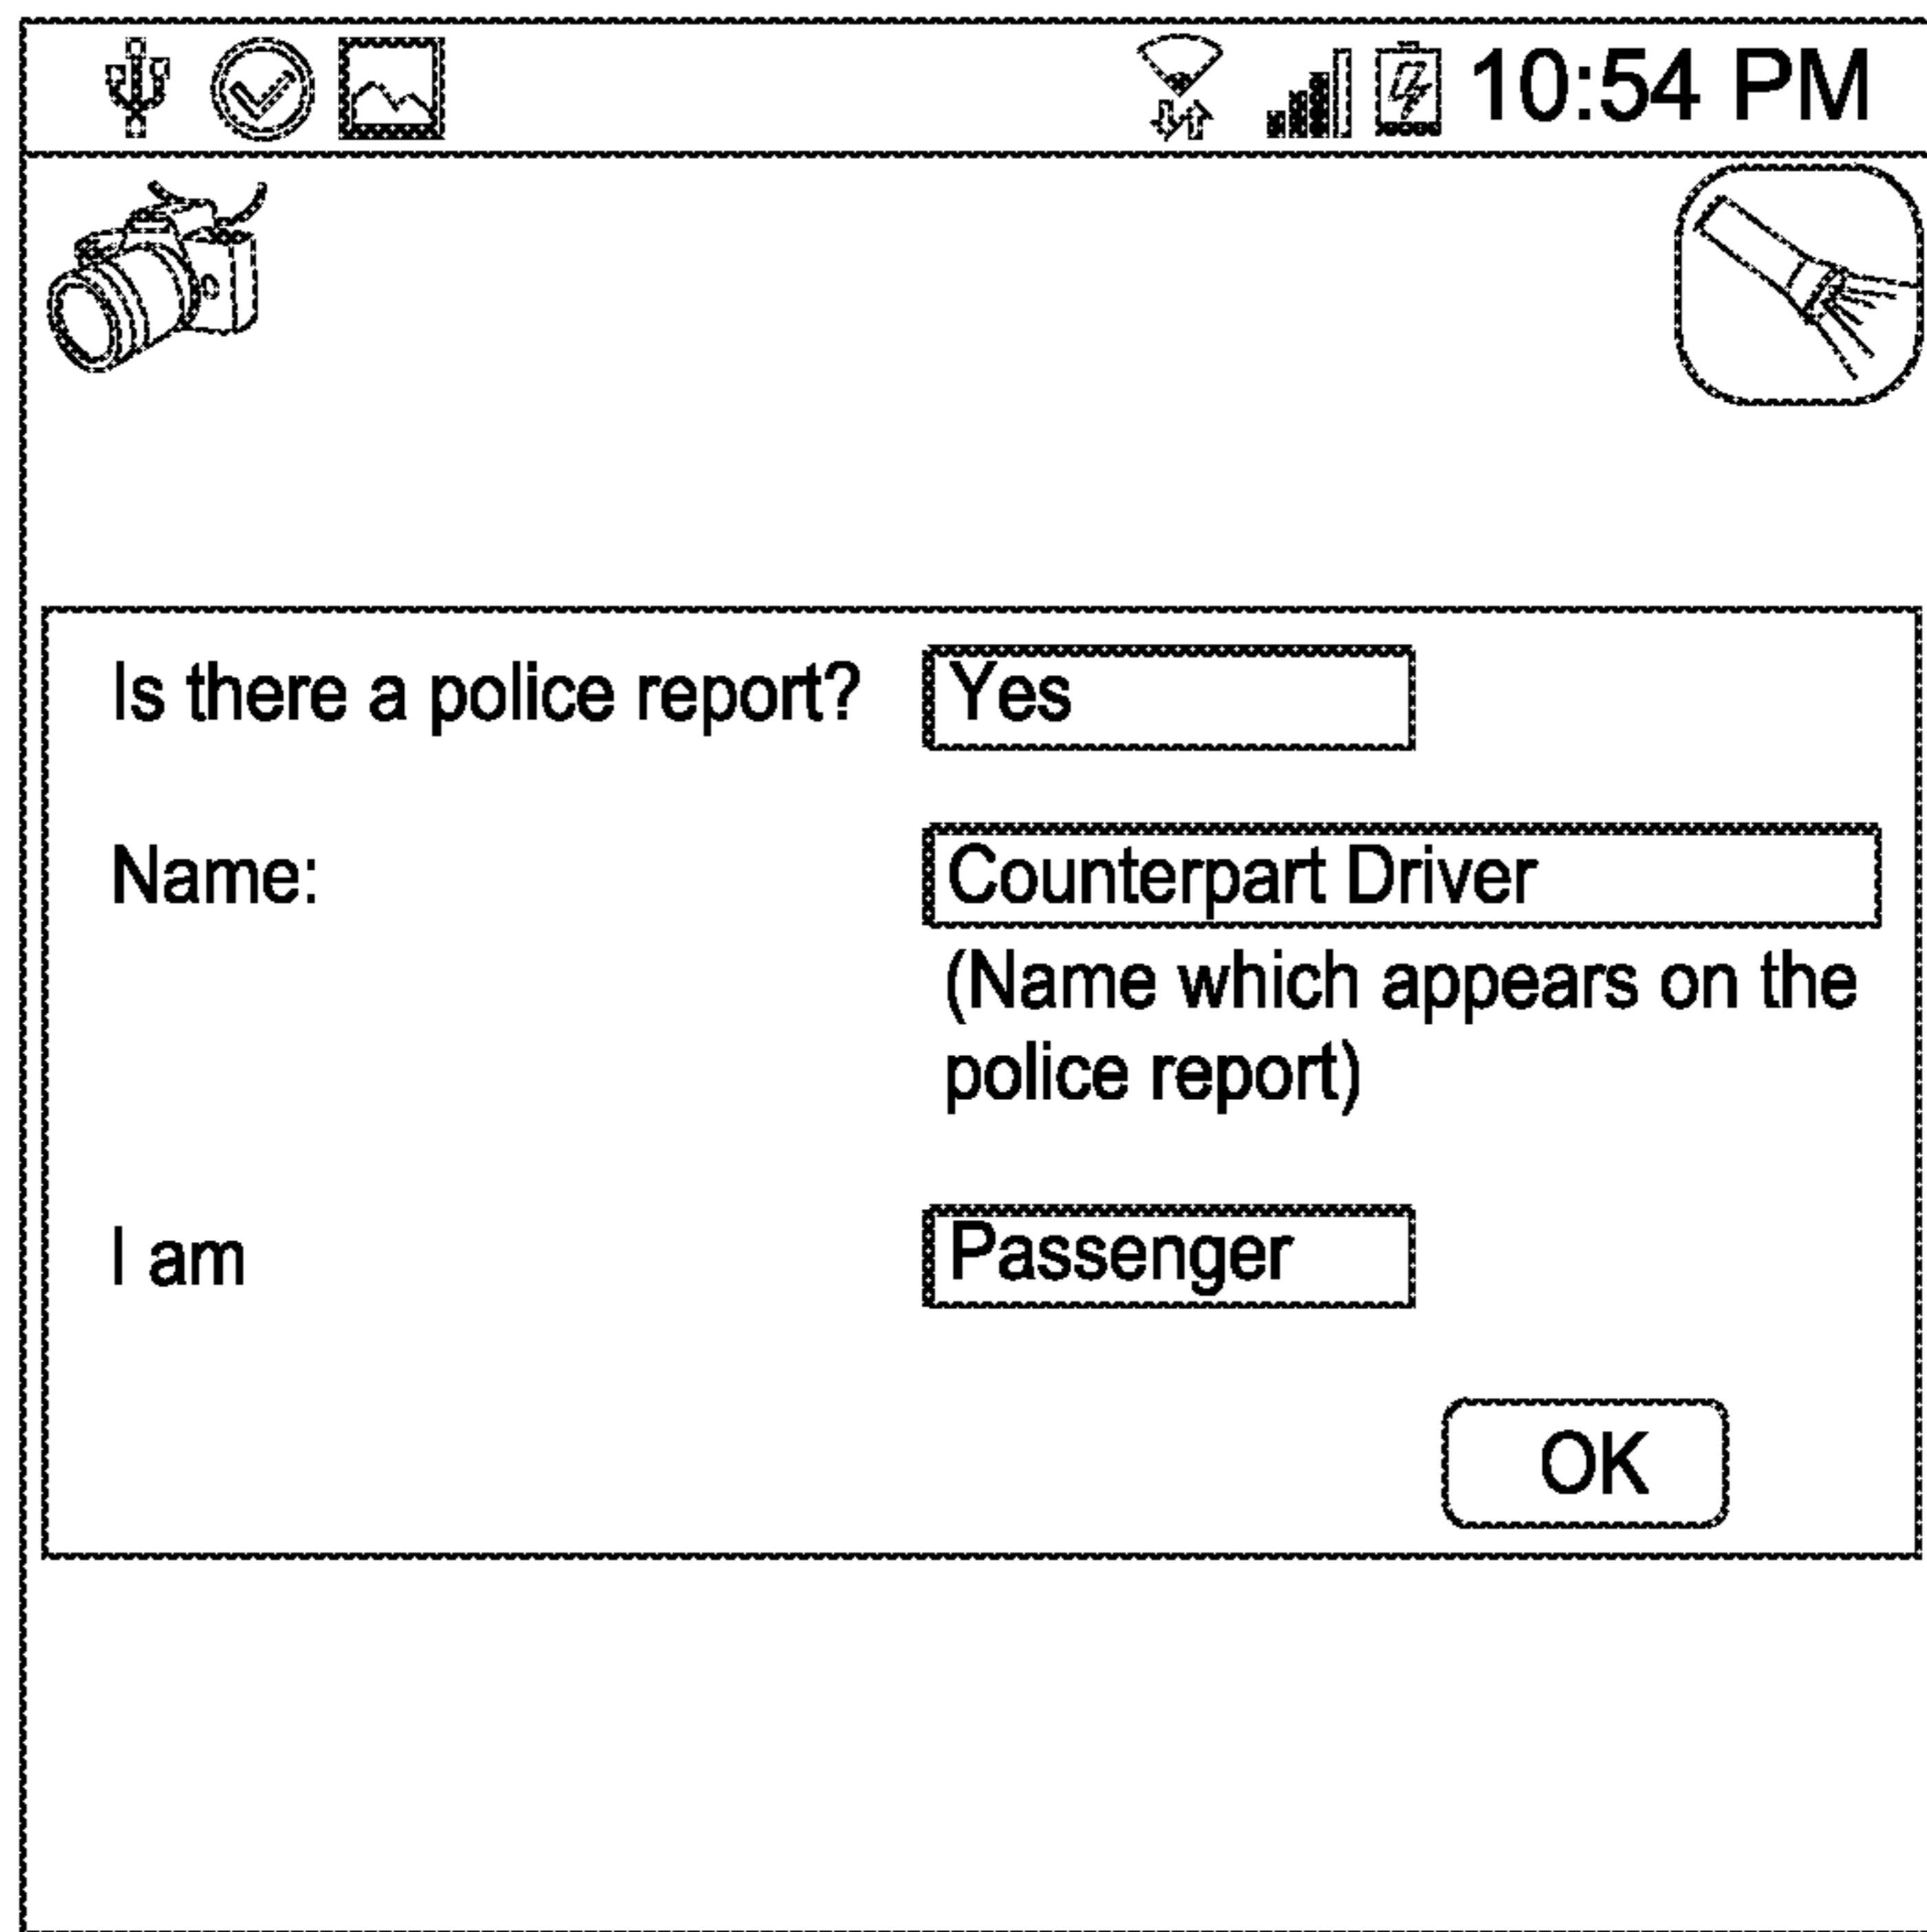 10:54 PM
Is there a police report? Yes
Name: Counterpart Driver
(Name which appears on the
police report)
I am Passenger
OK